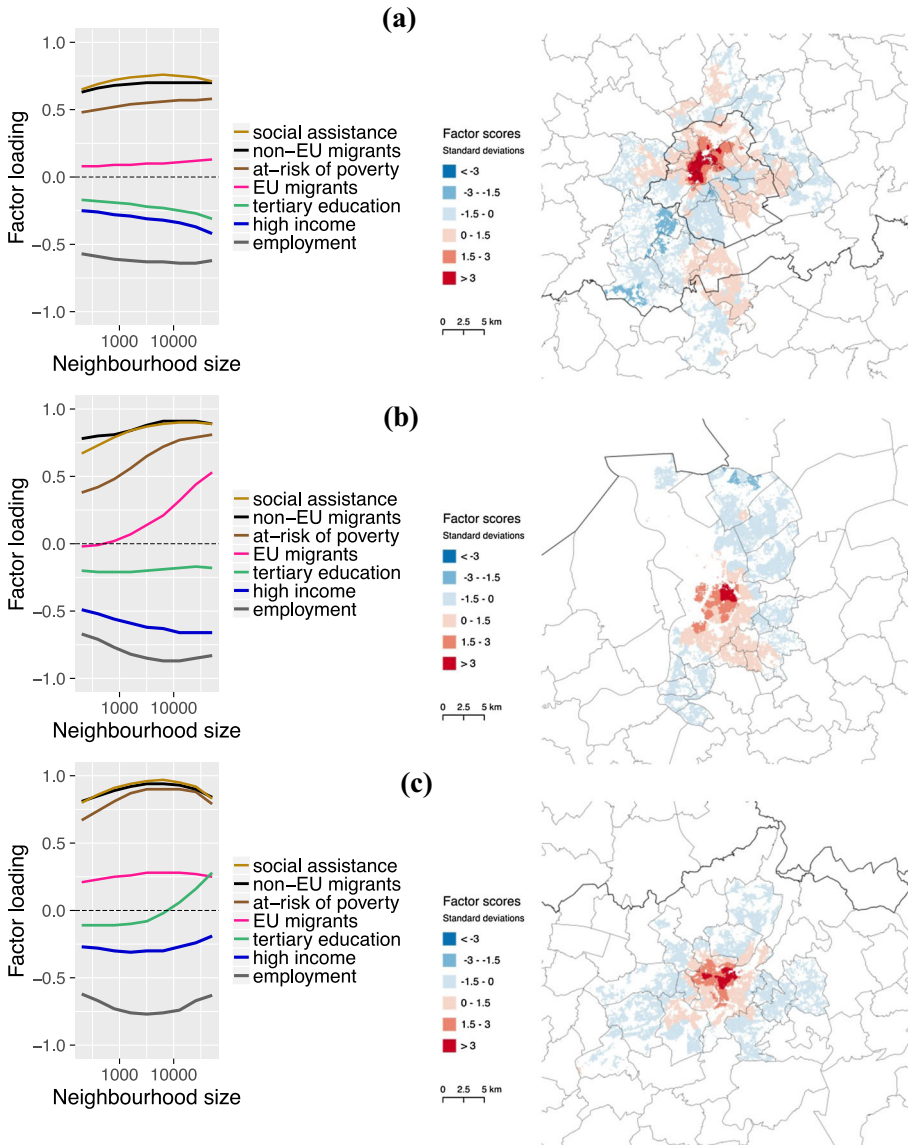 (a)
Factor loading
1.0
0.5
0.0
−0.5
−1.0
1000 10000
Neighbourhood size
social assistance
non−EU migrants
at−risk of poverty
EU migrants
tertiary education
high income
employment
Factor scores
Standard deviations
< -3
-3 - -1.5
-1.5 - 0
0 - 1.5
1.5 - 3
> 3
0 2.5 5 km
(b)
Factor loading
1.0
0.5
0.0
−0.5
−1.0
1000 10000
Neighbourhood size
social assistance
non−EU migrants
at−risk of poverty
EU migrants
tertiary education
high income
employment
Factor scores
Standard deviations
< -3
-3 - -1.5
-1.5 - 0
0 - 1.5
1.5 - 3
> 3
0 2.5 5 km
(c)
Factor loading
1.0
0.5
0.0
−0.5
−1.0
1000 10000
Neighbourhood size
social assistance
non−EU migrants
at−risk of poverty
EU migrants
tertiary education
high income
employment
Factor scores
Standard deviations
< -3
-3 - -1.5
-1.5 - 0
0 - 1.5
1.5 - 3
> 3
0 2.5 5 km